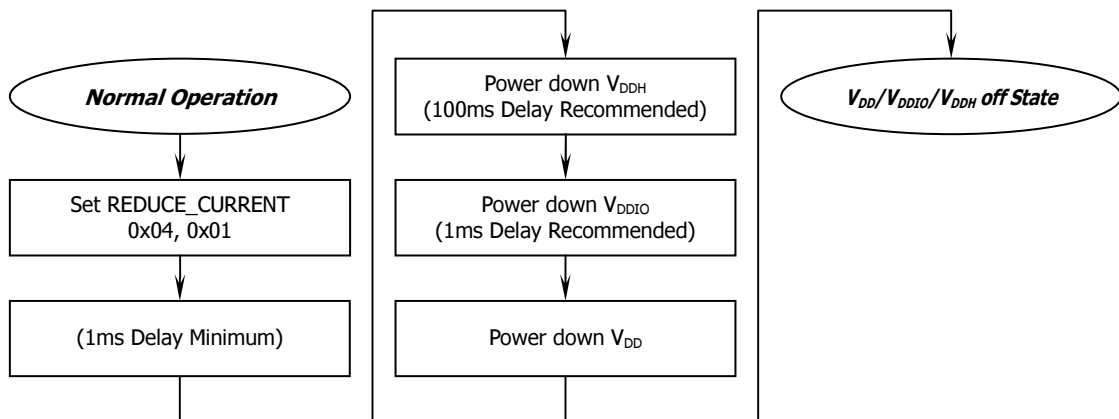 Normal Operation
Set REDUCE_CURRENT
0x04, 0x01
(1ms Delay Minimum)
Power down VDDH
(100ms Delay Recommended)
Power down VDDIO
(1ms Delay Recommended)
Power down VDD
VDD/VDDIO/VDDH off State